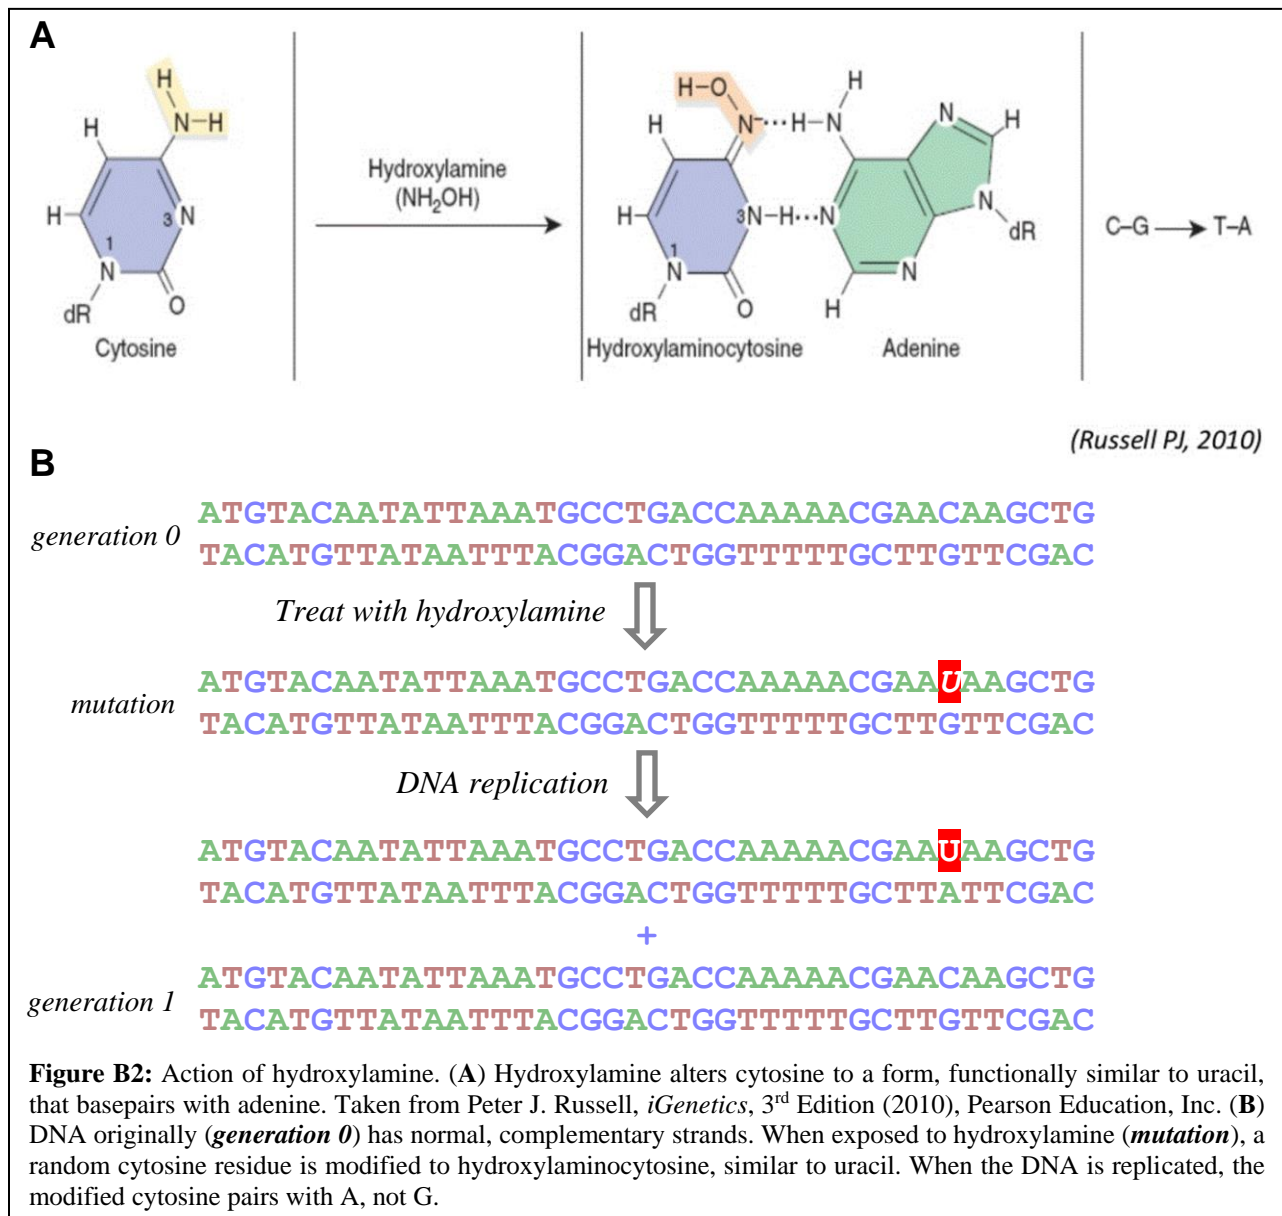 A
H
H
N–H
H
3
N
1
N
dR
O
Cytosine
Hydroxylamine
(NH₂OH)
H–O
H
N
H–N
H
N
H
H
3
N–H
N
N
1
N
dR
O
H
N
dR
Hydroxylaminocytosine
Adenine
C–G → T–A
(Russell PJ, 2010)
B
generation 0
ATGTACAATATTAAATGCCTGACCAAAAACGAACAAGCTG
TACATGTTATAATTTACGGACTGGTTTTTGCTTGTTCGAC
Treat with hydroxylamine
mutation
ATGTACAATATTAAATGCCTGACCAAAAACGAAUAAGCTG
TACATGTTATAATTTACGGACTGGTTTTTGCTTGTTCGAC
DNA replication
ATGTACAATATTAAATGCCTGACCAAAAACGAAUAAGCTG
TACATGTTATAATTTACGGACTGGTTTTTGCTTATTCGAC
+
generation 1
ATGTACAATATTAAATGCCTGACCAAAAACGAACAAGCTG
TACATGTTATAATTTACGGACTGGTTTTTGCTTGTTCGAC
Figure B2: Action of hydroxylamine. (A) Hydroxylamine alters cytosine to a form, functionally similar to uracil,
that basepairs with adenine. Taken from Peter J. Russell, iGenetics, 3rd Edition (2010), Pearson Education, Inc. (B)
DNA originally (generation 0) has normal, complementary strands. When exposed to hydroxylamine (mutation), a
random cytosine residue is modified to hydroxylaminocytosine, similar to uracil. When the DNA is replicated, the
modified cytosine pairs with A, not G.